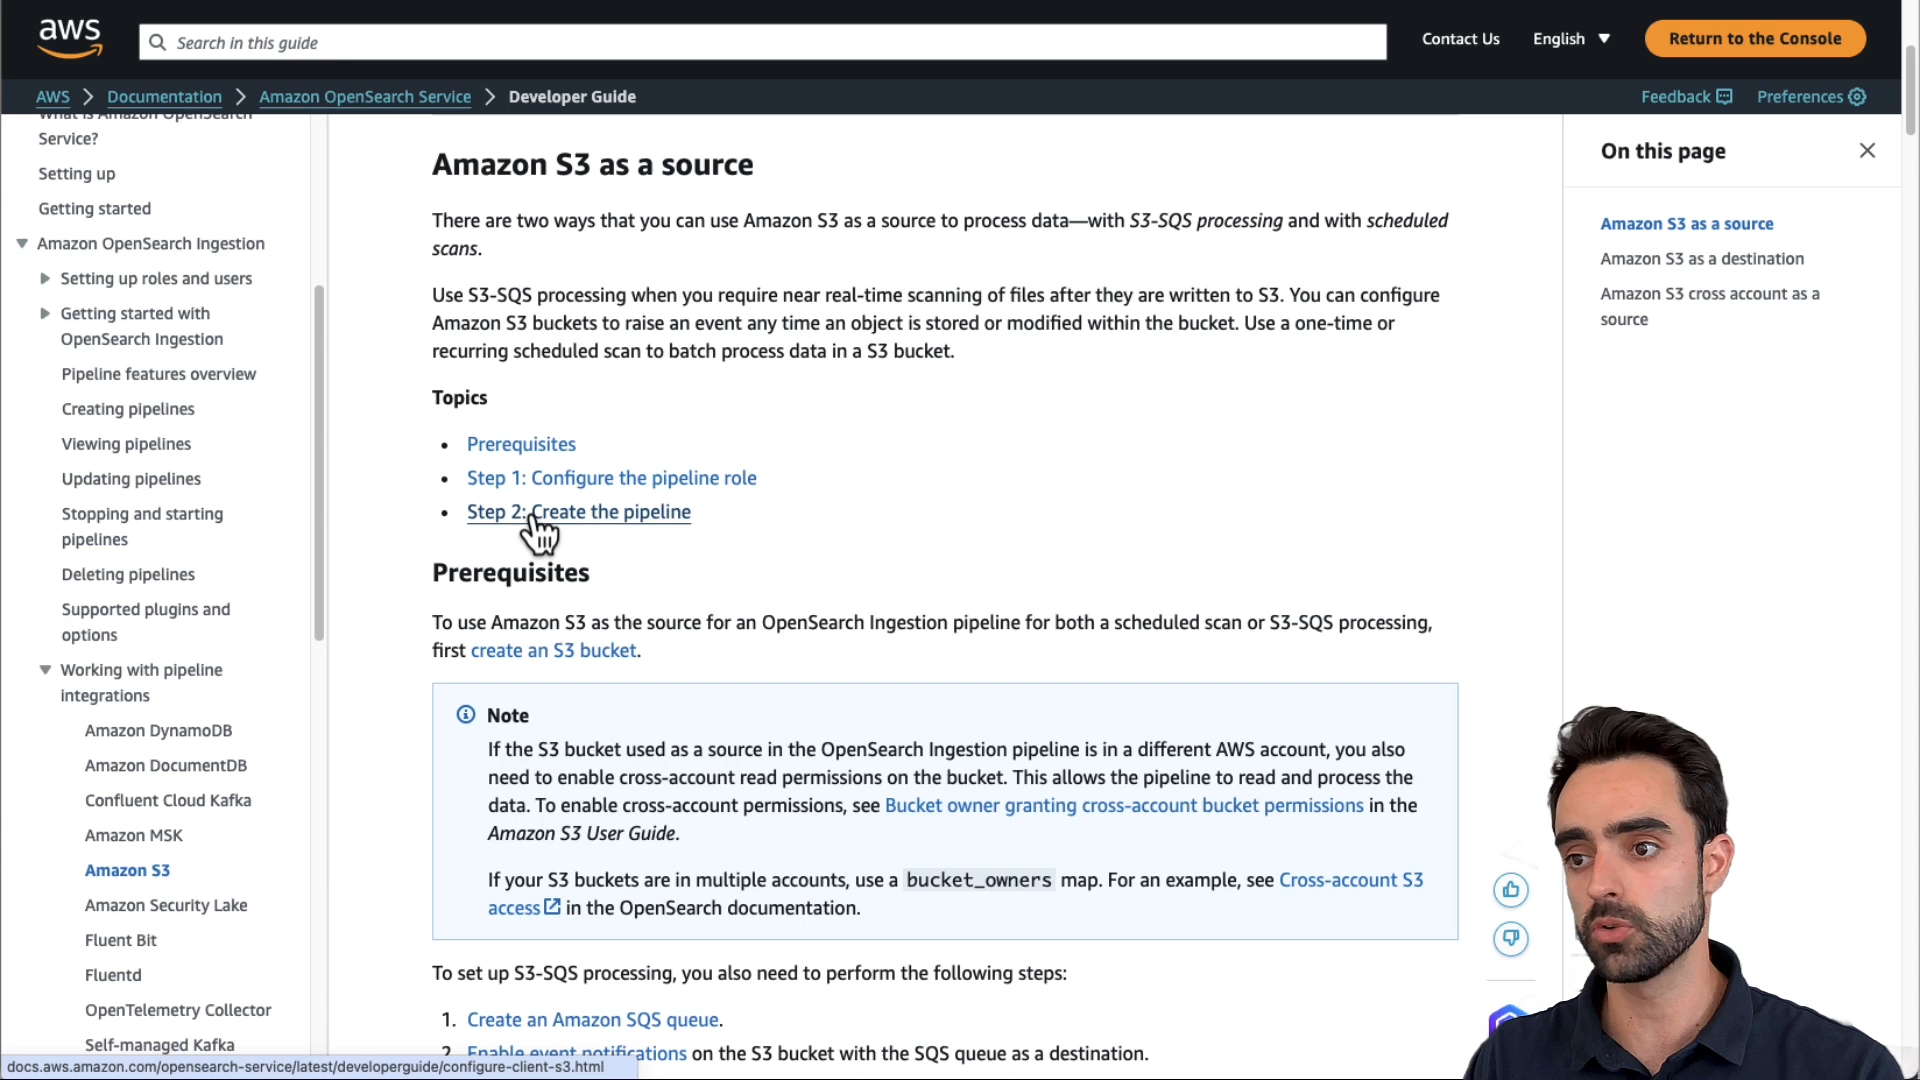 aws
Search in this guide
Contact Us
English
Return to the Console
AWS
Documentation
Amazon OpenSearch Service
Developer Guide
Feedback
Preferences
What is Amazon OpenSearch
Service?
Setting up
Getting started
Amazon OpenSearch Ingestion
Setting up roles and users
Getting started with
OpenSearch Ingestion
Pipeline features overview
Creating pipelines
Viewing pipelines
Updating pipelines
Stopping and starting
pipelines
Deleting pipelines
Supported plugins and
options
Working with pipeline
integrations
Amazon DynamoDB
Amazon DocumentDB
Confluent Cloud Kafka
Amazon MSK
Amazon S3
Amazon Security Lake
Fluent Bit
Fluentd
OpenTelemetry Collector
Self-managed Kafka
Amazon S3 as a source
There are two ways that you can use Amazon S3 as a source to process data—with S3-SQS processing and with scheduled
scans.
Use S3-SQS processing when you require near real-time scanning of files after they are written to S3. You can configure
Amazon S3 buckets to raise an event any time an object is stored or modified within the bucket. Use a one-time or
recurring scheduled scan to batch process data in a S3 bucket.
Topics
• Prerequisites
• Step 1: Configure the pipeline role
• Step 2: Create the pipeline
Prerequisites
To use Amazon S3 as the source for an OpenSearch Ingestion pipeline for both a scheduled scan or S3-SQS processing,
first create an S3 bucket.
Note
If the S3 bucket used as a source in the OpenSearch Ingestion pipeline is in a different AWS account, you also
need to enable cross-account read permissions on the bucket. This allows the pipeline to read and process the
data. To enable cross-account permissions, see Bucket owner granting cross-account bucket permissions in the
Amazon S3 User Guide.
If your S3 buckets are in multiple accounts, use a bucket_owners map. For an example, see Cross-account S3
access in the OpenSearch documentation.
To set up S3-SQS processing, you also need to perform the following steps:
1. Create an Amazon SQS queue.
2. Enable event notifications on the S3 bucket with the SQS queue as a destination.
On this page
Amazon S3 as a source
Amazon S3 as a destination
Amazon S3 cross account as a
source
docs.aws.amazon.com/opensearch-service/latest/developerguide/configure-client-s3.html